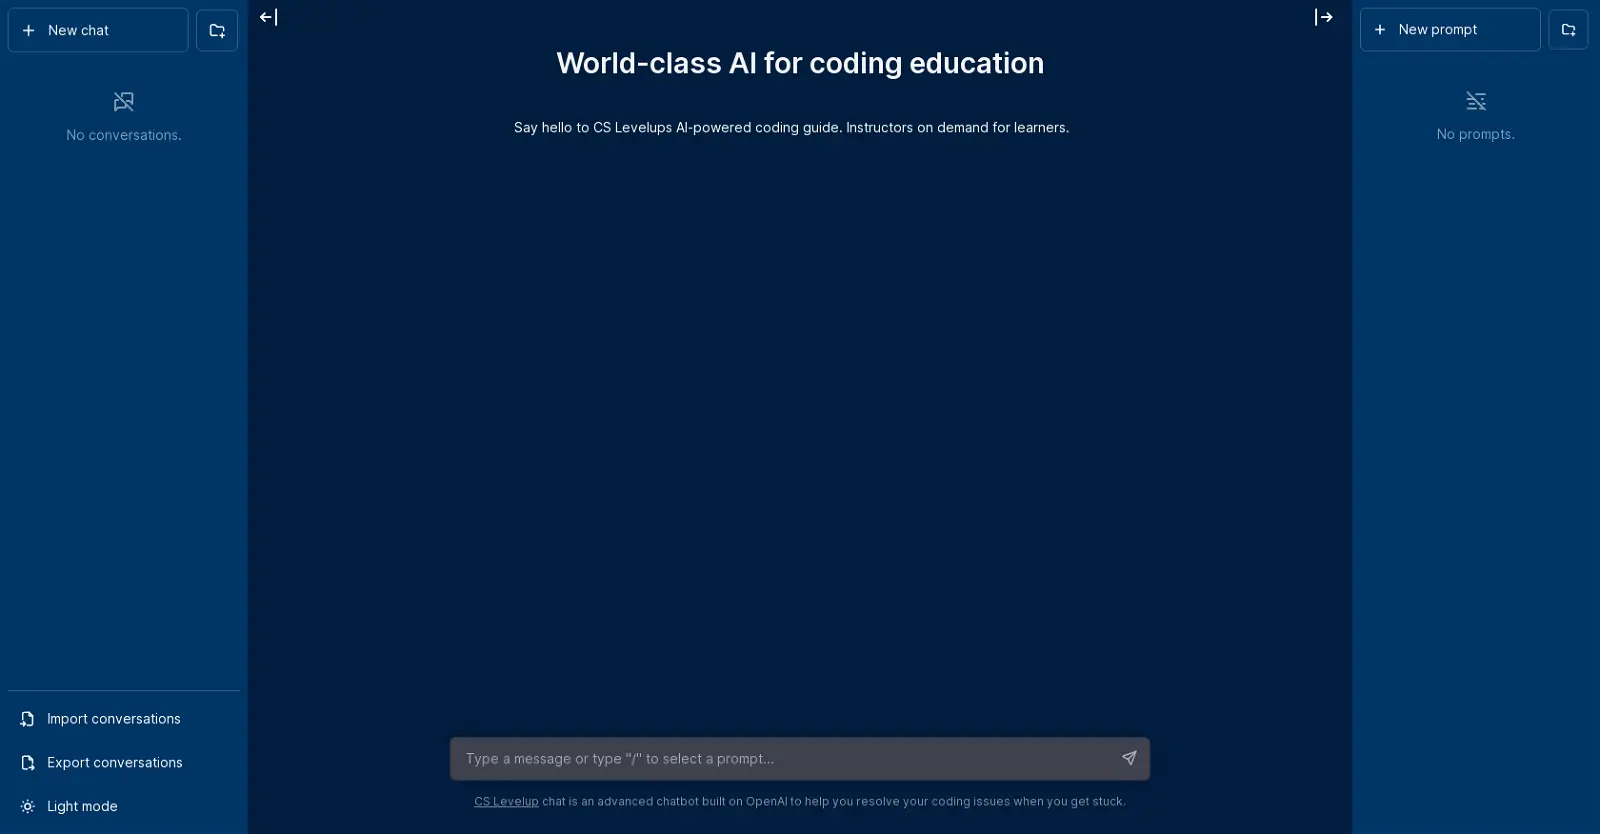 New chat
No conversations.
Import conversations
Export conversations
Light mode
World-class AI for coding education
Say hello to CS Levelups AI-powered coding guide. Instructors on demand for learners.
Type a message or type "/" to select a prompt...
CS Levelup chat is an advanced chatbot built on OpenAI to help you resolve your coding issues when you get stuck.
New prompt
No prompts.